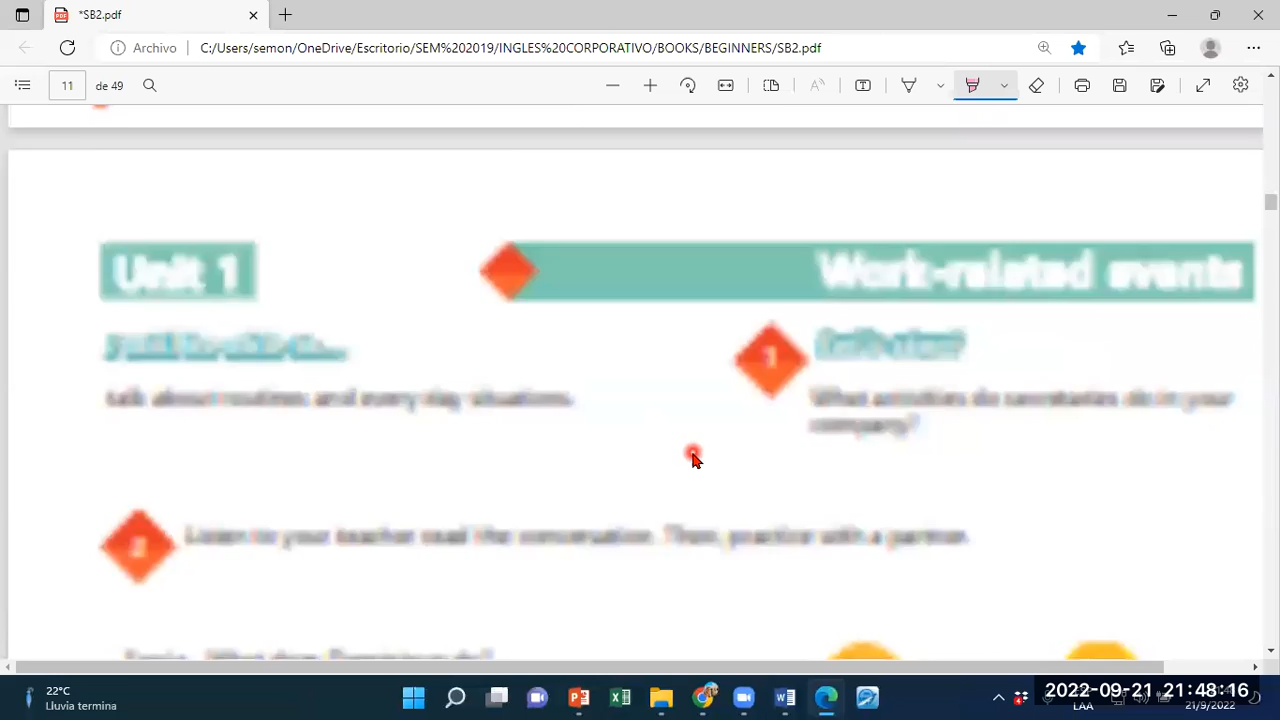 *SB2.pdf
Archivo
C:/Users/semon/OneDrive/Escritorio/SEM%202019/INGLES%20CORPORATIVO/BOOKS/BEGINNERS/SB2.pdf
11 de 49
Unit 1
Work-related events
talk about routines and every day situations.
1
What activities do secretaries do in your
company?
2
Listen to your teacher read the conversation. Then, practice with a partner.
22°C
Lluvia termina
LAA
2022-09-21 21:48:16
21/9/2022